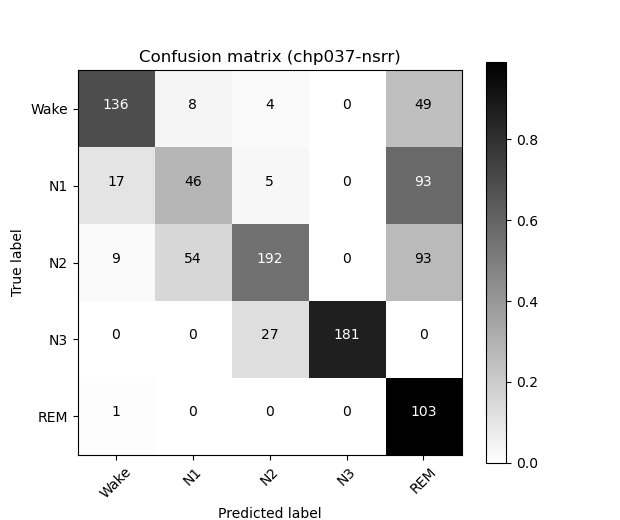 Confusion matrix (chp037-nsrr)
Wake 136 8 4 0 49
N1 17 46 5 0 93
N2 9 54 192 0 93
N3 0 0 27 181 0
REM 1 0 0 0 103
Wake N1 N2 N3 REM
True label
Predicted label
0.8
0.6
0.4
0.2
0.0